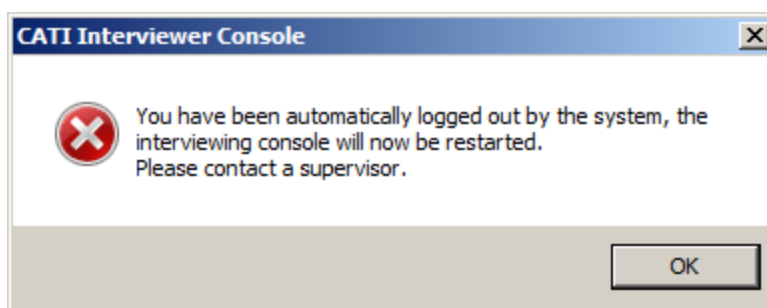 CATI Interviewer Console
You have been automatically logged out by the system, the
interviewing console will now be restarted.
Please contact a supervisor.
OK